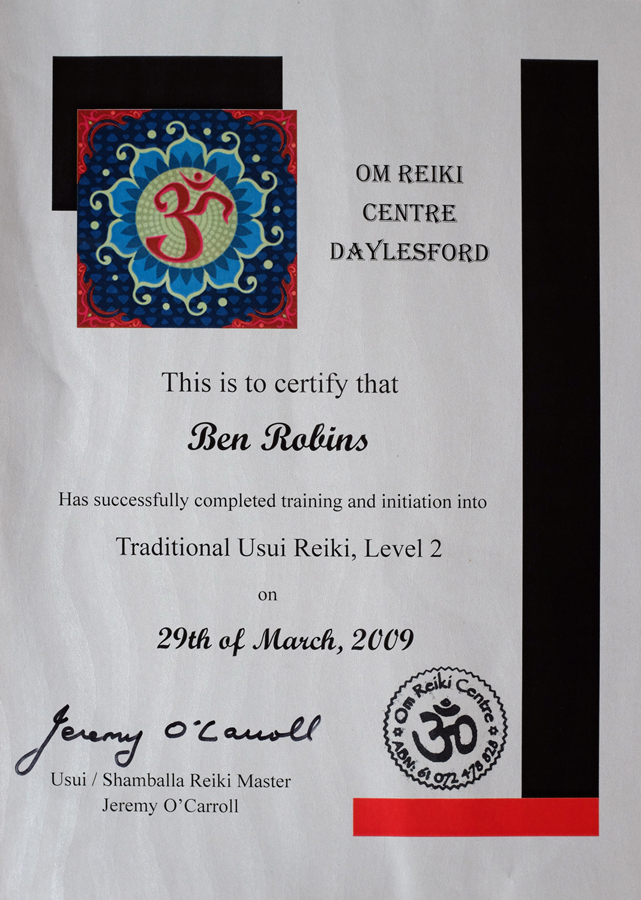 ॐ
OM REIKI
CENTRE
DAYLESFORD
This is to certify that
Ben Robins
Has successfully completed training and initiation into
Traditional Usui Reiki, Level 2
on
29th of March, 2009
Jeremy O'Carroll
Usui / Shamballa Reiki Master
Jeremy O'Carroll
Om Reiki Centre
ॐ
ABN: 61 072 478 828